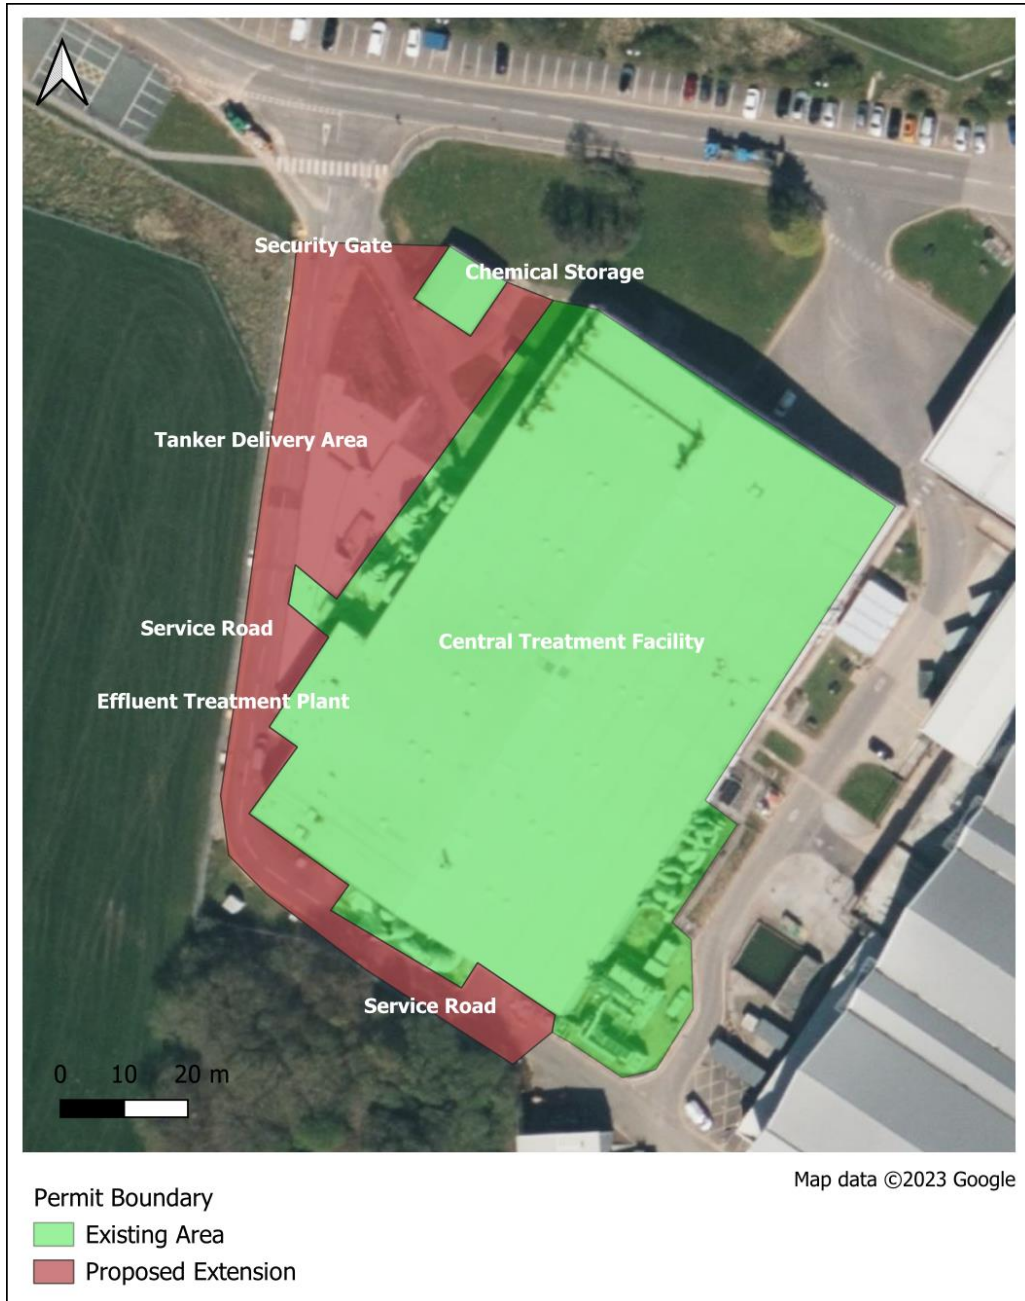 Security Gate
Chemical Storage
Tanker Delivery Area
Service Road
Central Treatment Facility
Effluent Treatment Plant
Service Road
0 10 20 m
Map data ©2023 Google
Permit Boundary
Existing Area
Proposed Extension